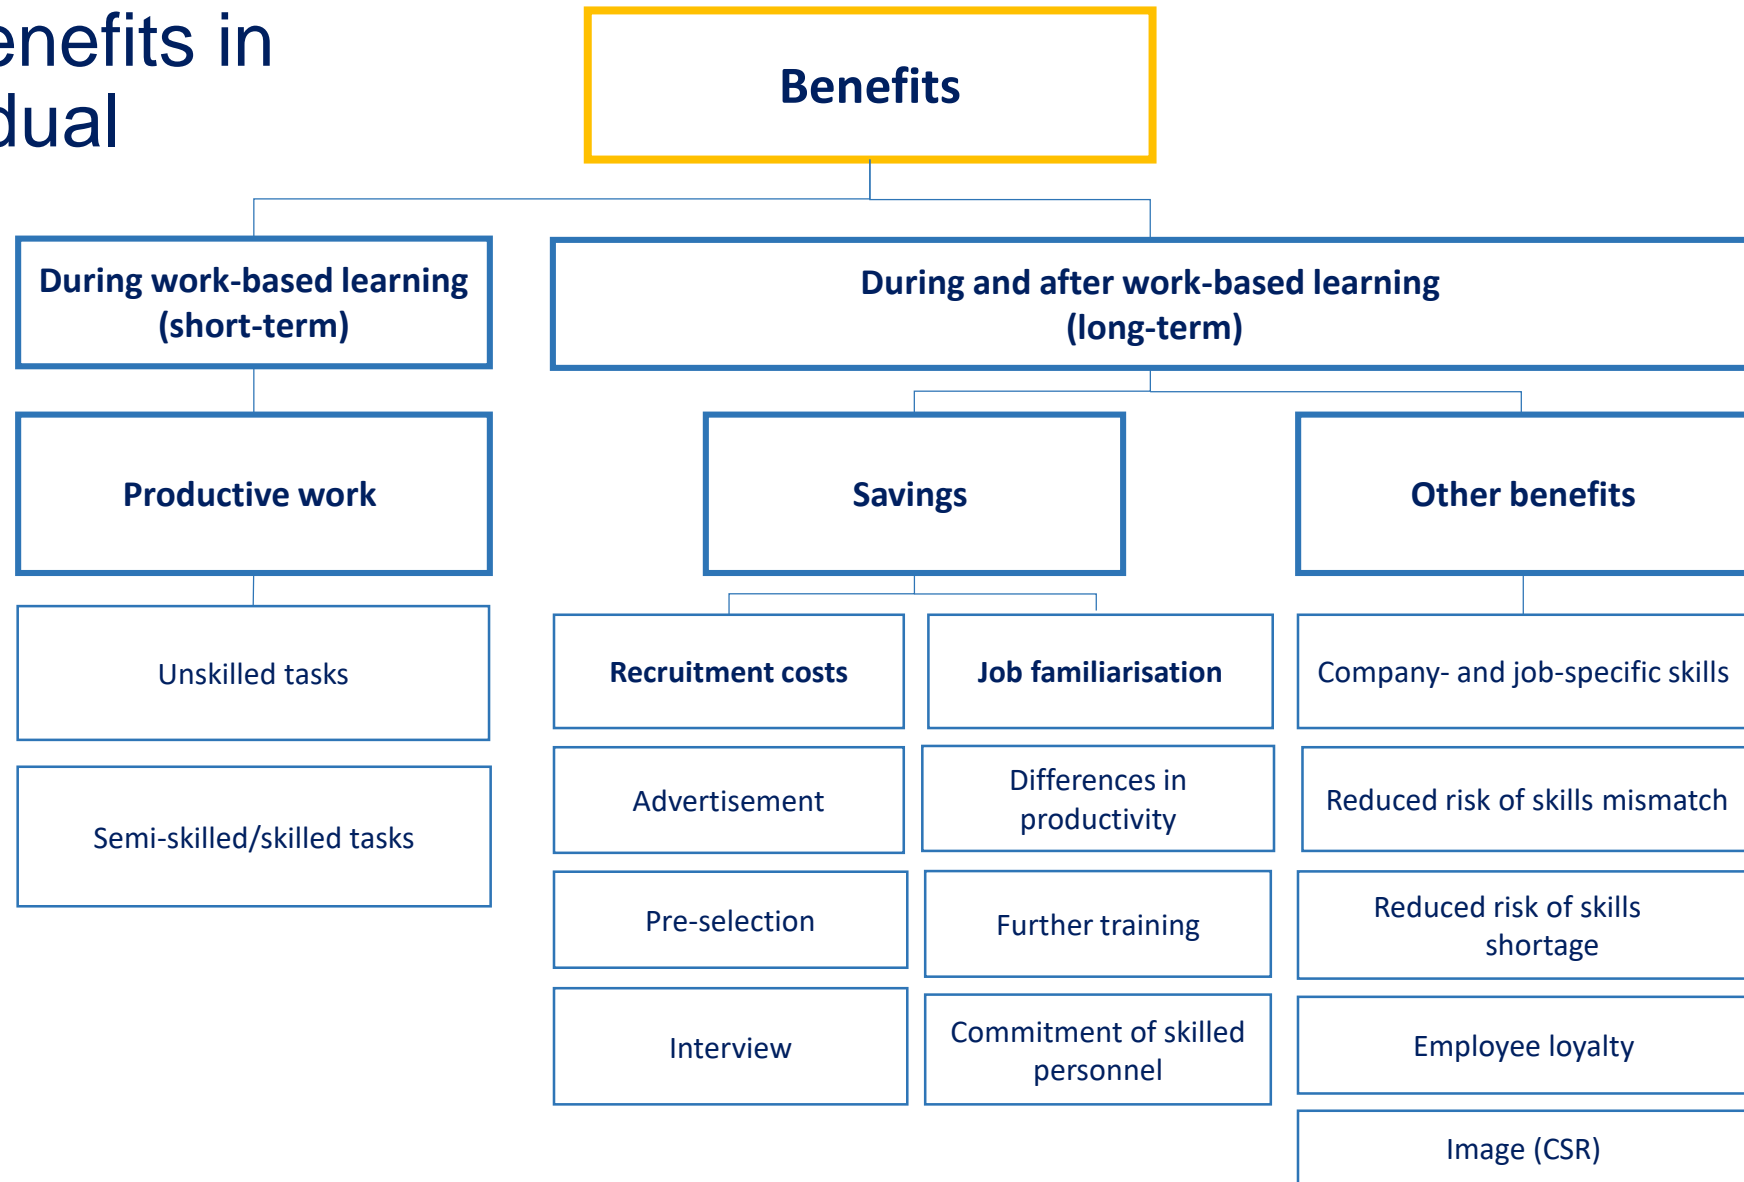 enefits in
dual
Benefits
During work-based learning
(short-term)
During and after work-based learning
(long-term)
Productive work
Savings
Other benefits
Unskilled tasks
Semi-skilled/skilled tasks
Recruitment costs
Advertisement
Pre-selection
Interview
Job familiarisation
Differences in
productivity
Further training
Commitment of skilled
personnel
Company- and job-specific skills
Reduced risk of skills mismatch
Reduced risk of skills
shortage
Employee loyalty
Image (CSR)